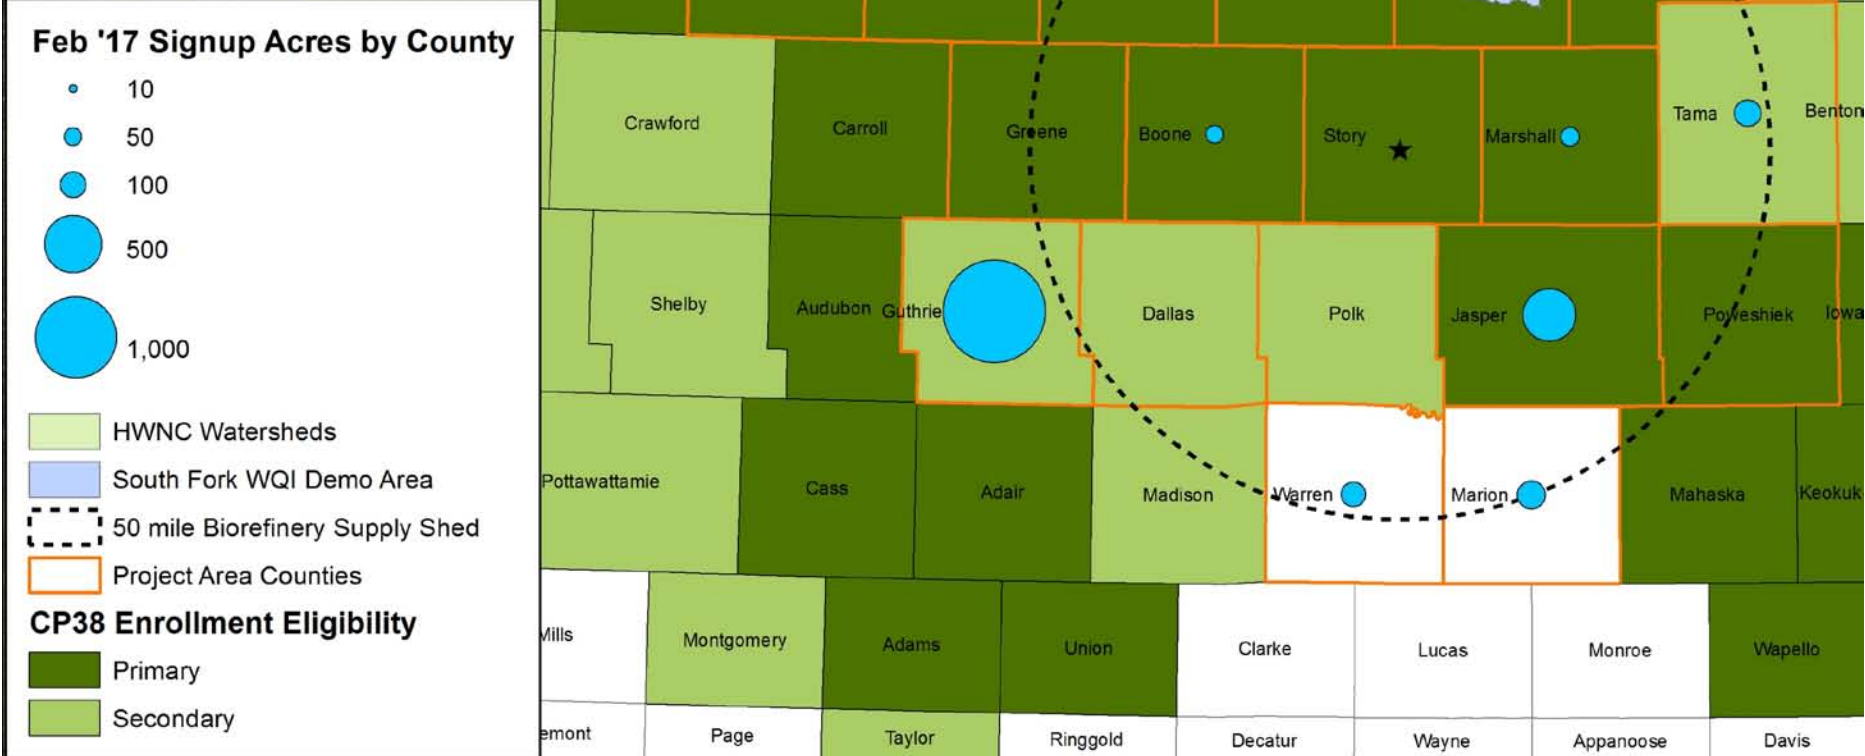 Feb '17 Signup Acres by County
10
50
100
500
1,000
HWNC Watersheds
South Fork WQI Demo Area
50 mile Biorefinery Supply Shed
Project Area Counties
CP38 Enrollment Eligibility
Primary
Secondary
Crawford
Carroll
Greene
Boone
Story
Marshall
Tama
Benton
Shelby
Audubon
Guthrie
Dallas
Polk
Jasper
Poweshiek
Iowa
Pottawattamie
Cass
Adair
Madison
Warren
Marion
Mahaska
Keokuk
Mills
Montgomery
Adams
Union
Clarke
Lucas
Monroe
Wapello
emont
Page
Taylor
Ringgold
Decatur
Wayne
Appanoose
Davis